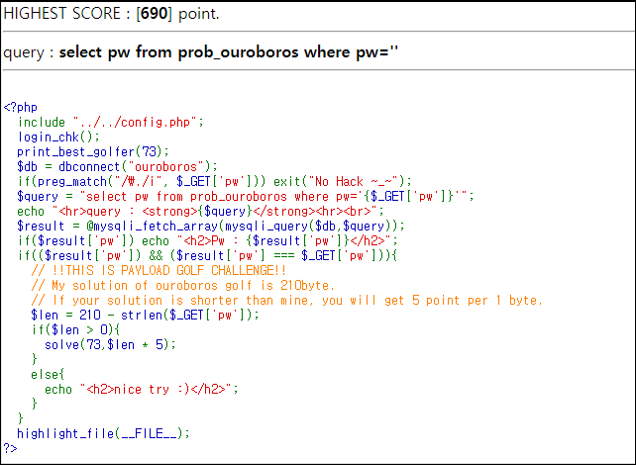 HIGHEST SCORE : [690] point.
query : select pw from prob_ouroboros where pw=''
<?php
  include "../../config.php";
  login_chk();
  print_best_golfer(73);
  $db = dbconnect("ouroboros");
  if(preg_match("/₩./i", $_GET['pw'])) exit("No Hack ~_~");
  $query = "select pw from prob_ouroboros where pw='{$_GET['pw']}'";
  echo "<hr>query : <strong>{$query}</strong><hr><br>";
  $result = @mysqli_fetch_array(mysqli_query($db,$query));
  if($result['pw']) echo "<h2>Pw : {$result['pw']}</h2>";
  if(($result['pw']) && ($result['pw'] === $_GET['pw'])){
    // !!THIS IS PAYLOAD GOLF CHALLENGE!!
    // My solution of ouroboros golf is 210byte.
    // If your solution is shorter than mine, you will get 5 point per 1 byte.
    $len = 210 - strlen($_GET['pw']);
    if($len > 0){
      solve(73,$len * 5);
    }
    else{
      echo "<h2>nice try :)</h2>";
    }
  }
  highlight_file(__FILE__);
?>